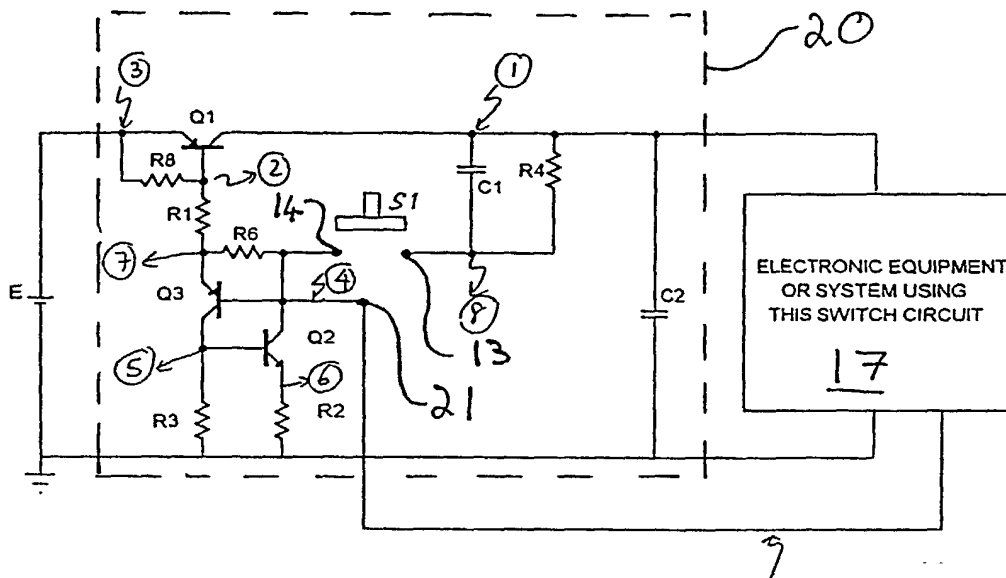 20
3
1
Q1
R8
2
14
S1
C1
R4
R1
R6
7
4
8
ELECTRONIC EQUIPMENT
OR SYSTEM USING
THIS SWITCH CIRCUIT
17
E
Q3
C2
Q2
13
5
6
21
R3
R2
9